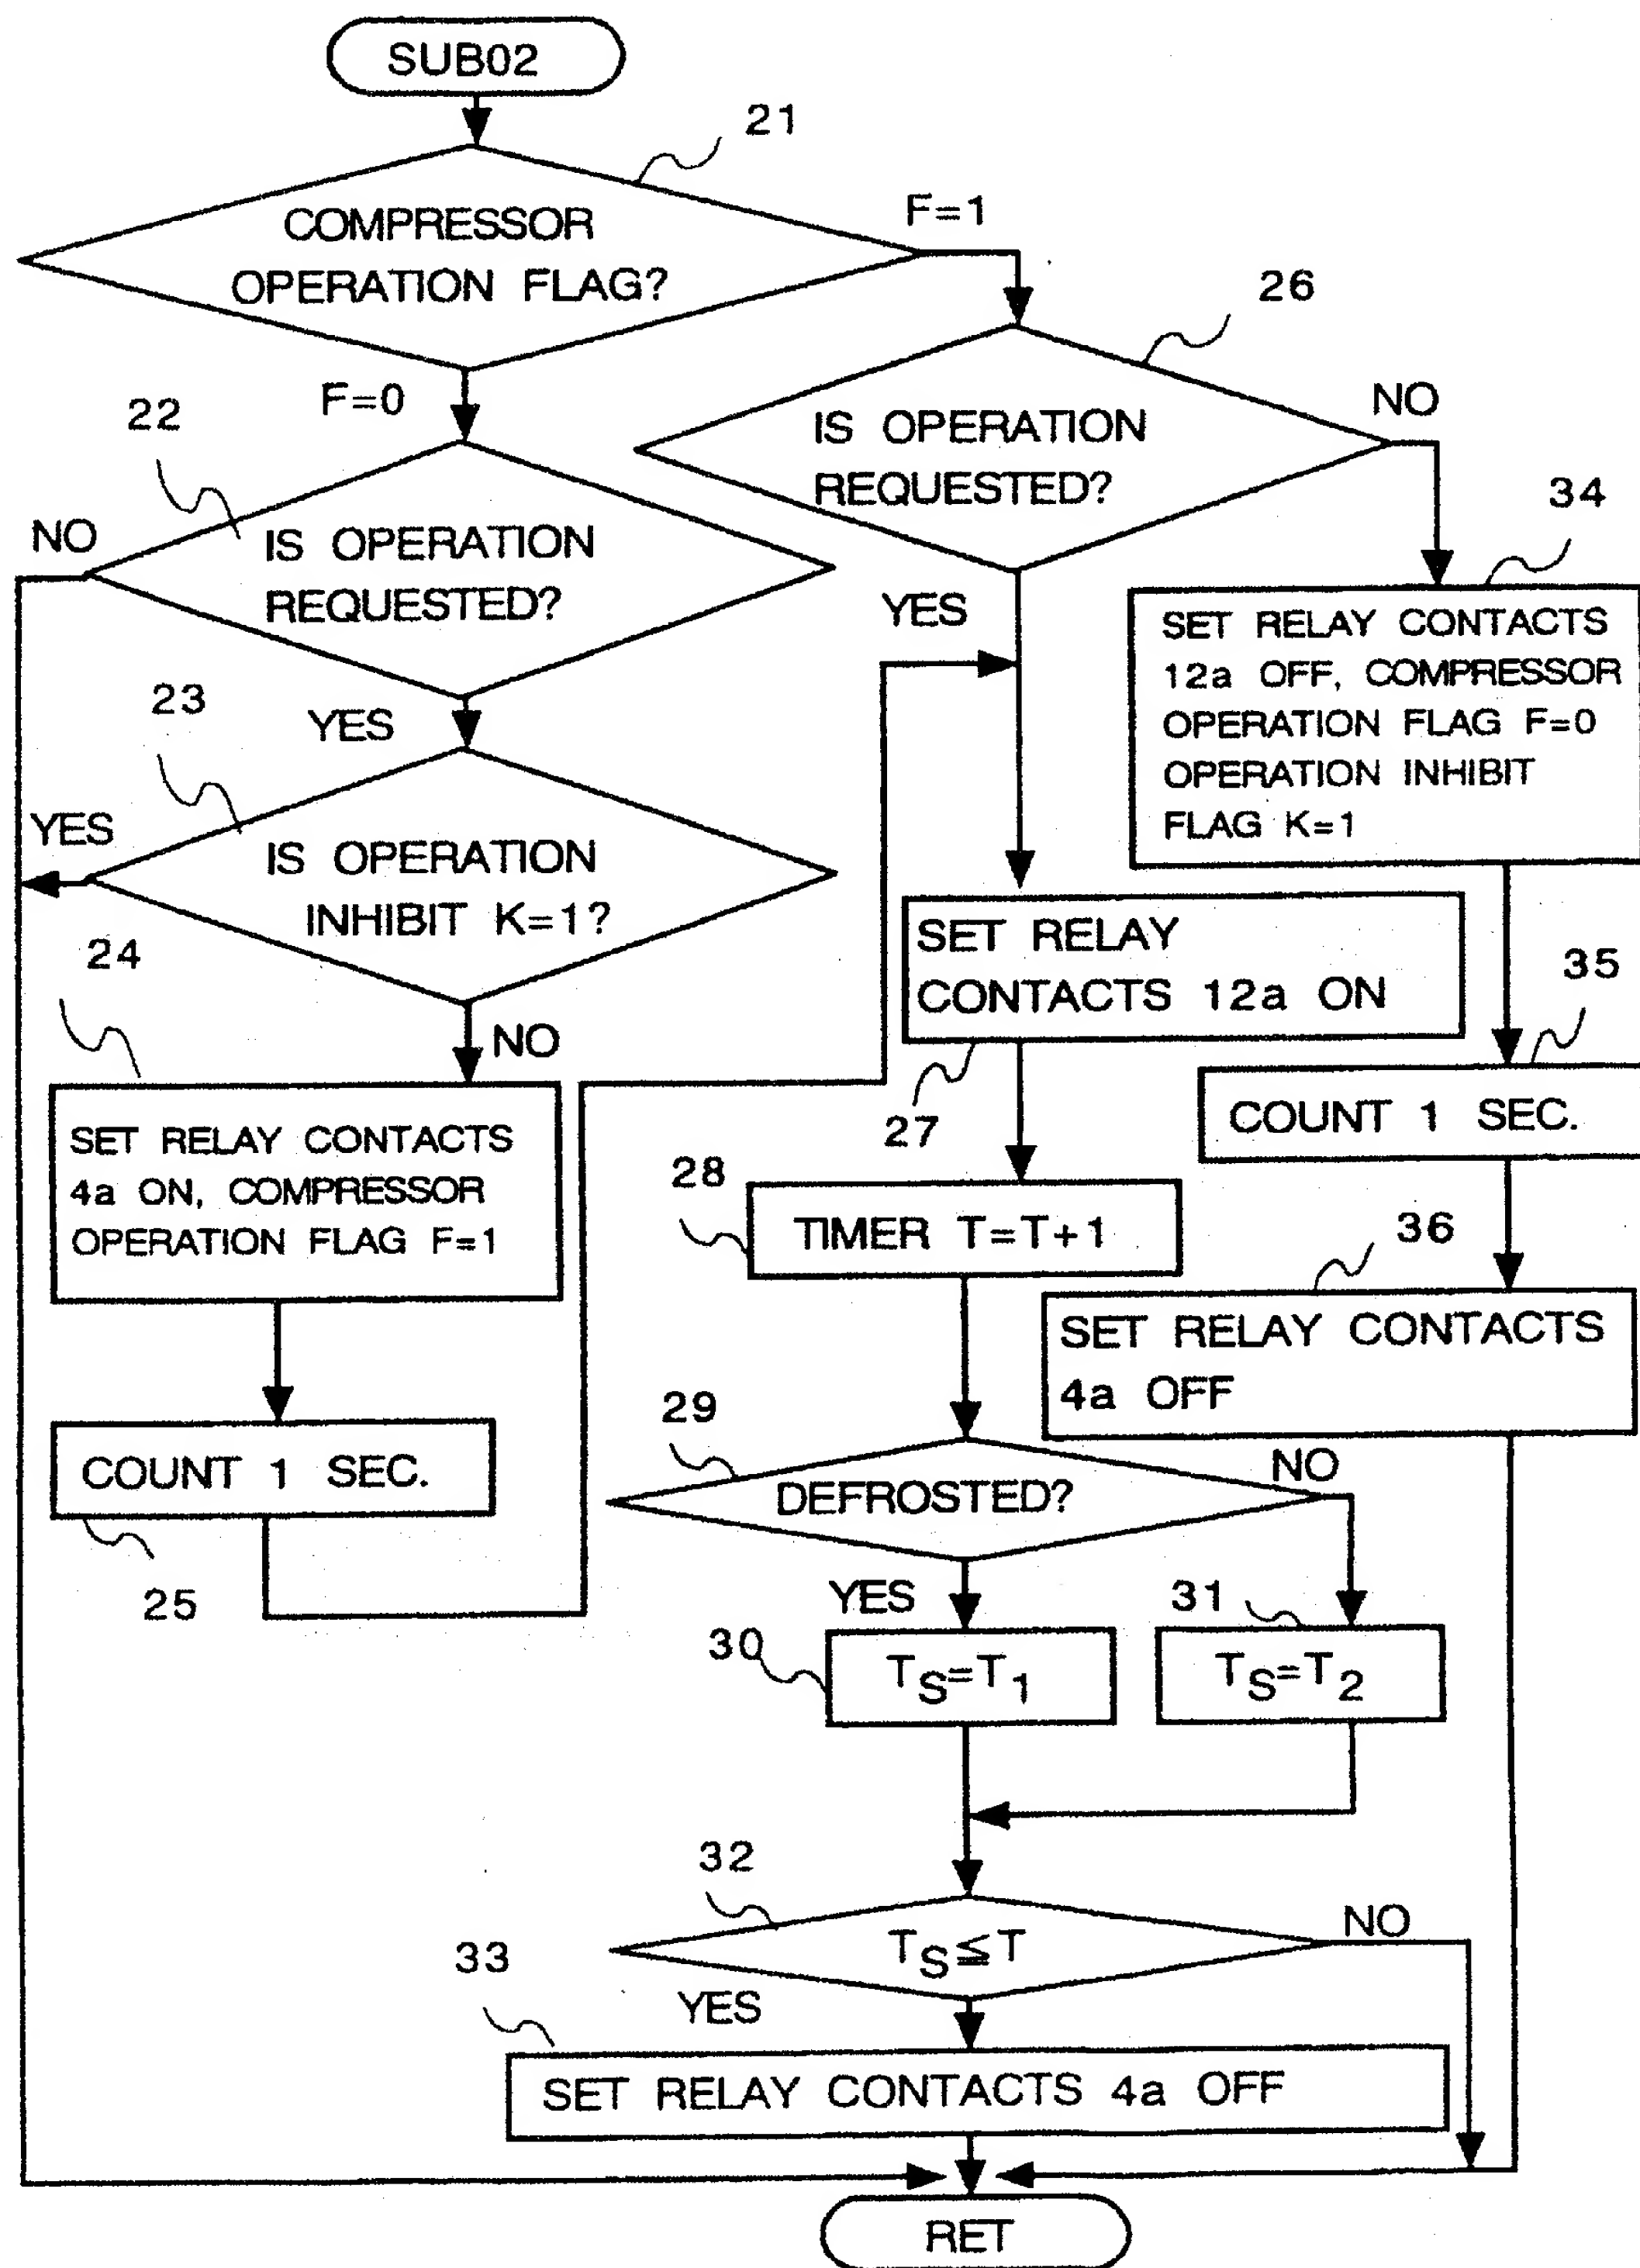 SUB02
21
COMPRESSOR
OPERATION FLAG?
F=1
F=0
26
IS OPERATION
REQUESTED?
NO
YES
22
NO
IS OPERATION
REQUESTED?
YES
23
YES
IS OPERATION
INHIBIT K=1?
NO
24
SET RELAY CONTACTS
4a ON, COMPRESSOR
OPERATION FLAG F=1
COUNT 1 SEC.
25
34
SET RELAY CONTACTS
12a OFF, COMPRESSOR
OPERATION FLAG F=0
OPERATION INHIBIT
FLAG K=1
35
COUNT 1 SEC.
36
SET RELAY CONTACTS
4a OFF
SET RELAY
CONTACTS 12a ON
27
28
TIMER T=T+1
29
DEFROSTED?
NO
YES
30
TS=T1
31
TS=T2
32
TS≦T
NO
YES
33
SET RELAY CONTACTS 4a OFF
RET